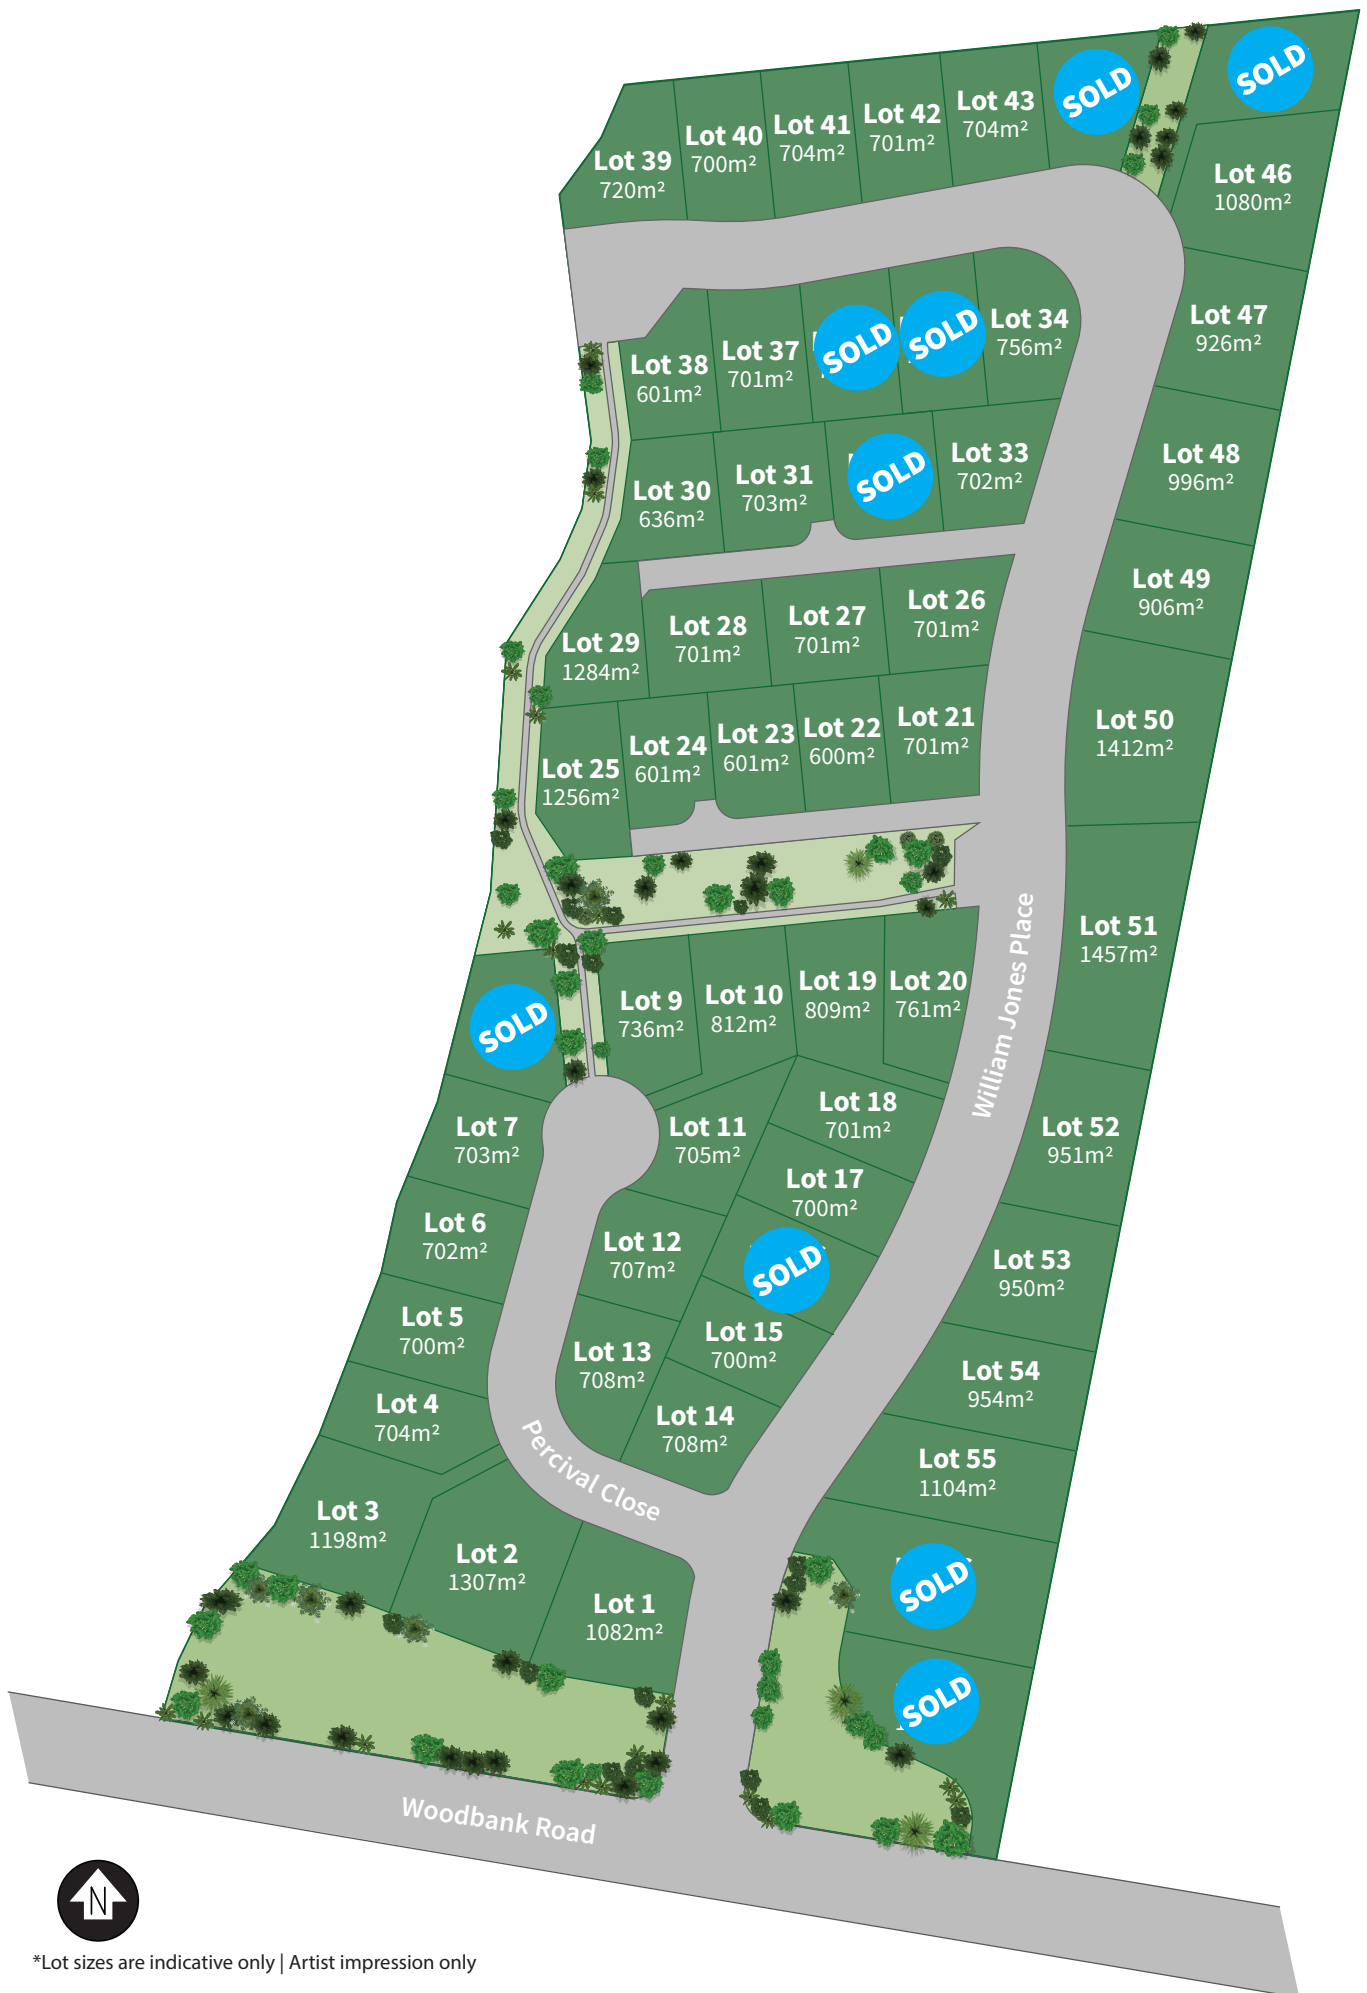 SOLD
SOLD
Lot 39
720m²
Lot 40
700m²
Lot 41
704m²
Lot 42
701m²
Lot 43
704m²
Lot 46
1080m²
Lot 38
601m²
Lot 37
701m²
SOLD
SOLD
Lot 34
756m²
Lot 47
926m²
Lot 30
636m²
Lot 31
703m²
SOLD
Lot 33
702m²
Lot 48
996m²
Lot 29
1284m²
Lot 28
701m²
Lot 27
701m²
Lot 26
701m²
Lot 49
906m²
Lot 25
1256m²
Lot 24
601m²
Lot 23
601m²
Lot 22
600m²
Lot 21
701m²
Lot 50
1412m²
William Jones Place
Lot 51
1457m²
SOLD
Lot 9
736m²
Lot 10
812m²
Lot 19
809m²
Lot 20
761m²
Lot 7
703m²
Lot 11
705m²
Lot 18
701m²
Lot 52
951m²
Lot 17
700m²
Lot 6
702m²
Lot 12
707m²
SOLD
Lot 53
950m²
Lot 5
700m²
Lot 13
708m²
Lot 15
700m²
Lot 54
954m²
Lot 4
704m²
Lot 14
708m²
Percival Close
Lot 55
1104m²
Lot 3
1198m²
Lot 2
1307m²
Lot 1
1082m²
SOLD
SOLD
Woodbank Road
N
*Lot sizes are indicative only | Artist impression only